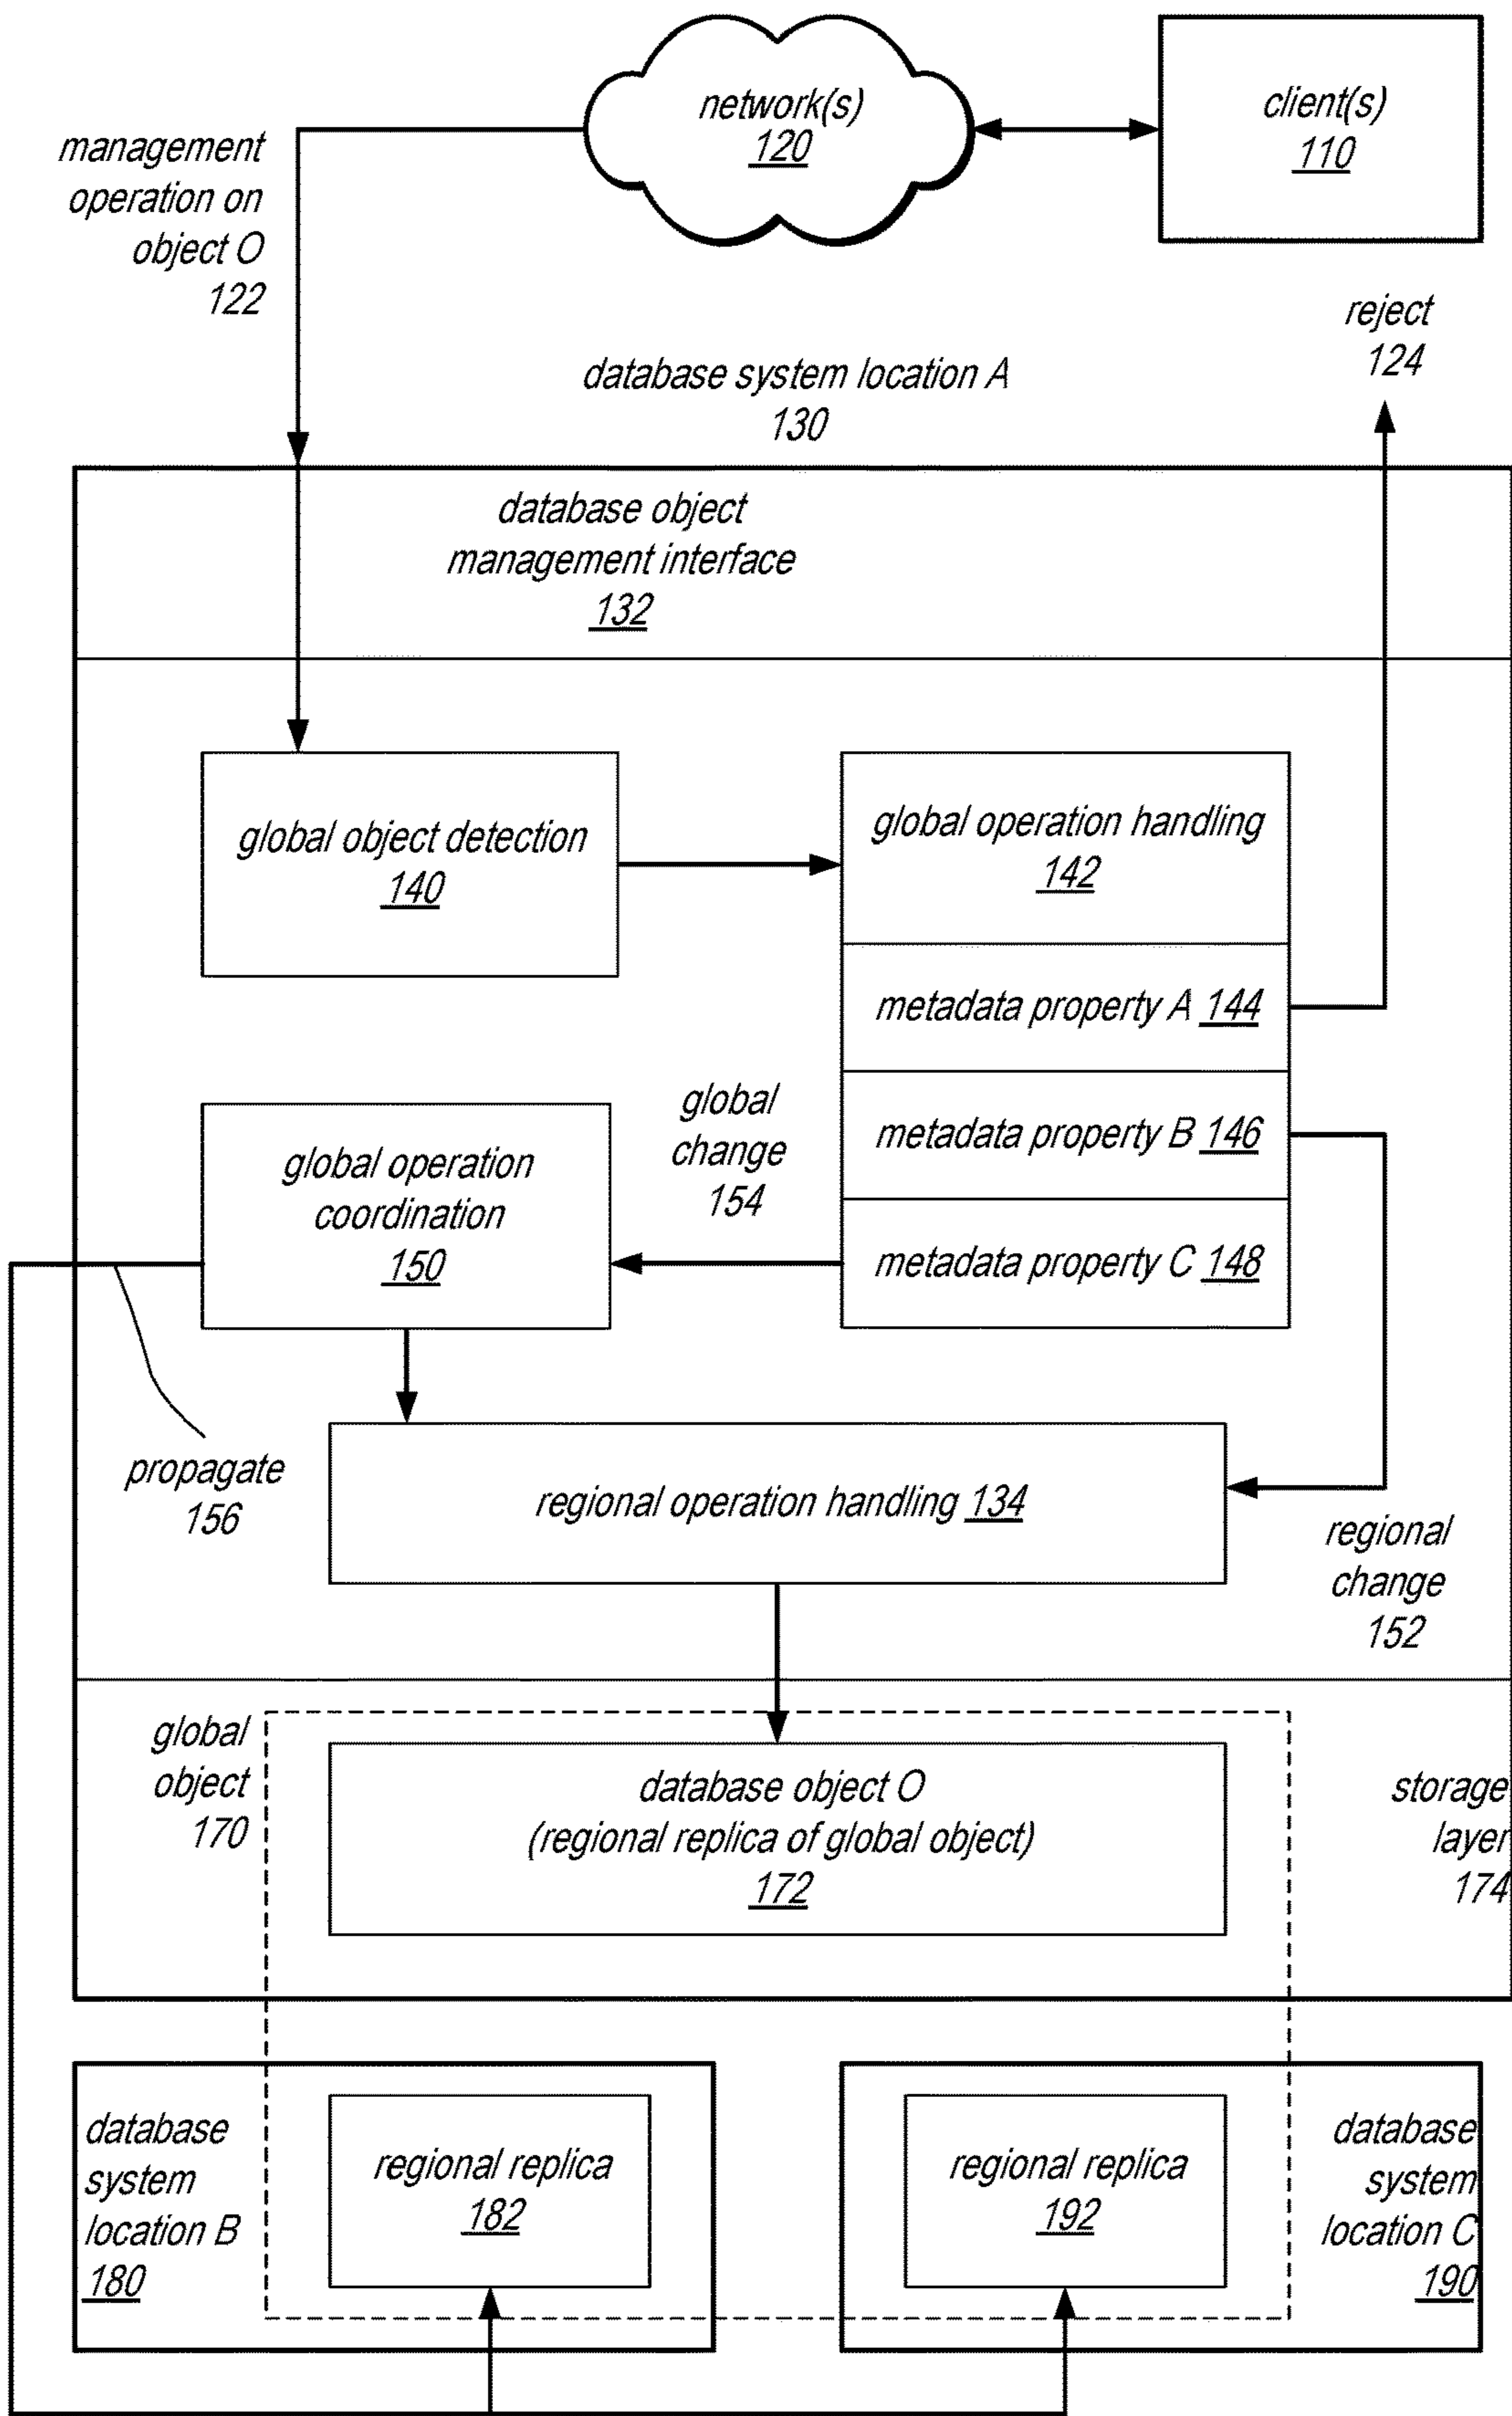 network(s)
120
client(s)
110
management
operation on
object O
122
reject
124
database system location A
130
database object
management interface
132
global object detection
140
global operation handling
142
metadata property A 144
metadata property B 146
metadata property C 148
global
change
154
global operation
coordination
150
propagate
156
regional operation handling 134
regional
change
152
global
object
170
database object O
(regional replica of global object)
172
storage
layer
174
database
system
location B
180
regional replica
182
regional replica
192
database
system
location C
190